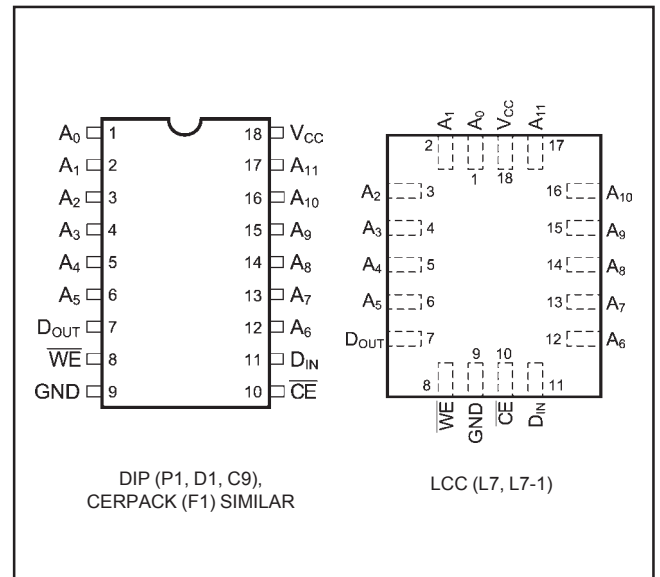 A0 1 18 VCC
A1 2 17 A11
A2 3 16 A10
A3 4 15 A9
A4 5 14 A8
A5 6 13 A7
DOUT 7 12 A6
W̅E̅ 8 11 DIN
GND 9 10 C̅E̅
DIP (P1, D1, C9),
CERPACK (F1) SIMILAR
A1 A0 VCC A11
2 1 18 17
A2 3 16 A10
A3 4 15 A9
A4 5 14 A8
A5 6 13 A7
DOUT 7 12 A6
8 9 10 11
W̅E̅ GND C̅E̅ DIN
LCC (L7, L7-1)